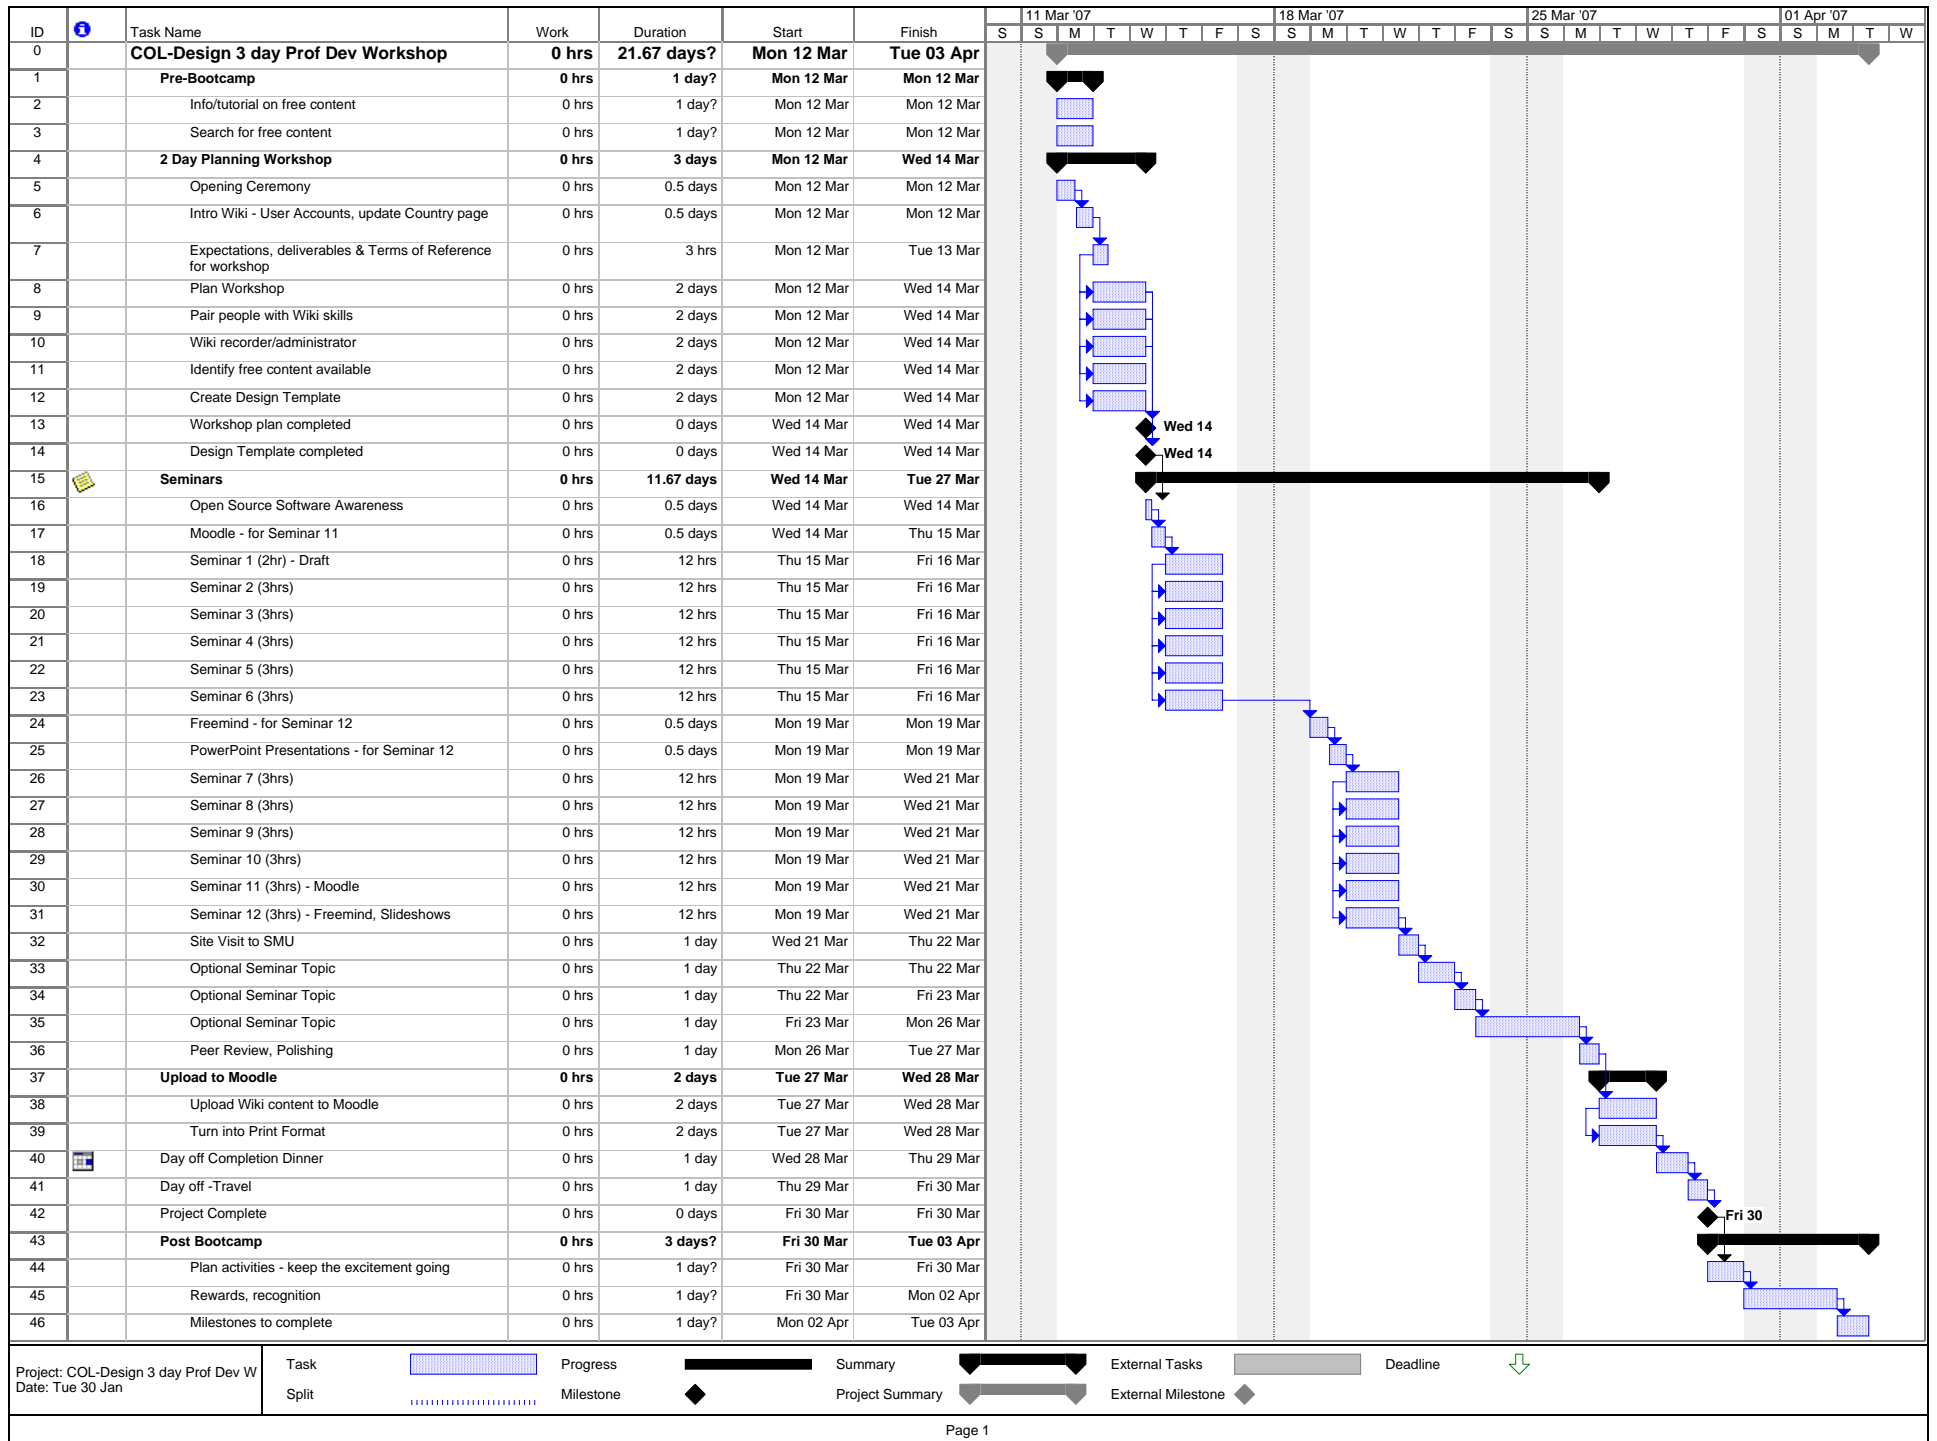 11 Mar '07 18 Mar '07 25 Mar '07 01 Apr '07
ID Task Name Work Duration Start Finish S S M T W T F S S M T W T F S S M T W T F S S M T W
0 COL-Design 3 day Prof Dev Workshop 0 hrs 21.67 days? Mon 12 Mar Tue 03 Apr
1 Pre-Bootcamp 0 hrs 1 day? Mon 12 Mar Mon 12 Mar
2 Info/tutorial on free content 0 hrs 1 day? Mon 12 Mar Mon 12 Mar
3 Search for free content 0 hrs 1 day? Mon 12 Mar Mon 12 Mar
4 2 Day Planning Workshop 0 hrs 3 days Mon 12 Mar Wed 14 Mar
5 Opening Ceremony 0 hrs 0.5 days Mon 12 Mar Mon 12 Mar
6 Intro Wiki - User Accounts, update Country page 0 hrs 0.5 days Mon 12 Mar Mon 12 Mar
7 Expectations, deliverables & Terms of Reference 0 hrs 3 hrs Mon 12 Mar Tue 13 Mar
for workshop
8 Plan Workshop 0 hrs 2 days Mon 12 Mar Wed 14 Mar
9 Pair people with Wiki skills 0 hrs 2 days Mon 12 Mar Wed 14 Mar
10 Wiki recorder/administrator 0 hrs 2 days Mon 12 Mar Wed 14 Mar
11 Identify free content available 0 hrs 2 days Mon 12 Mar Wed 14 Mar
12 Create Design Template 0 hrs 2 days Mon 12 Mar Wed 14 Mar
13 Workshop plan completed 0 hrs 0 days Wed 14 Mar Wed 14 Mar Wed 14
14 Design Template completed 0 hrs 0 days Wed 14 Mar Wed 14 Mar Wed 14
15 Seminars 0 hrs 11.67 days Wed 14 Mar Tue 27 Mar
16 Open Source Software Awareness 0 hrs 0.5 days Wed 14 Mar Wed 14 Mar
17 Moodle - for Seminar 11 0 hrs 0.5 days Wed 14 Mar Thu 15 Mar
18 Seminar 1 (2hr) - Draft 0 hrs 12 hrs Thu 15 Mar Fri 16 Mar
19 Seminar 2 (3hrs) 0 hrs 12 hrs Thu 15 Mar Fri 16 Mar
20 Seminar 3 (3hrs) 0 hrs 12 hrs Thu 15 Mar Fri 16 Mar
21 Seminar 4 (3hrs) 0 hrs 12 hrs Thu 15 Mar Fri 16 Mar
22 Seminar 5 (3hrs) 0 hrs 12 hrs Thu 15 Mar Fri 16 Mar
23 Seminar 6 (3hrs) 0 hrs 12 hrs Thu 15 Mar Fri 16 Mar
24 Freemind - for Seminar 12 0 hrs 0.5 days Mon 19 Mar Mon 19 Mar
25 PowerPoint Presentations - for Seminar 12 0 hrs 0.5 days Mon 19 Mar Mon 19 Mar
26 Seminar 7 (3hrs) 0 hrs 12 hrs Mon 19 Mar Wed 21 Mar
27 Seminar 8 (3hrs) 0 hrs 12 hrs Mon 19 Mar Wed 21 Mar
28 Seminar 9 (3hrs) 0 hrs 12 hrs Mon 19 Mar Wed 21 Mar
29 Seminar 10 (3hrs) 0 hrs 12 hrs Mon 19 Mar Wed 21 Mar
30 Seminar 11 (3hrs) - Moodle 0 hrs 12 hrs Mon 19 Mar Wed 21 Mar
31 Seminar 12 (3hrs) - Freemind, Slideshows 0 hrs 12 hrs Mon 19 Mar Wed 21 Mar
32 Site Visit to SMU 0 hrs 1 day Wed 21 Mar Thu 22 Mar
33 Optional Seminar Topic 0 hrs 1 day Thu 22 Mar Thu 22 Mar
34 Optional Seminar Topic 0 hrs 1 day Thu 22 Mar Fri 23 Mar
35 Optional Seminar Topic 0 hrs 1 day Fri 23 Mar Mon 26 Mar
36 Peer Review, Polishing 0 hrs 1 day Mon 26 Mar Tue 27 Mar
37 Upload to Moodle 0 hrs 2 days Tue 27 Mar Wed 28 Mar
38 Upload Wiki content to Moodle 0 hrs 2 days Tue 27 Mar Wed 28 Mar
39 Turn into Print Format 0 hrs 2 days Tue 27 Mar Wed 28 Mar
40 Day off Completion Dinner 0 hrs 1 day Wed 28 Mar Thu 29 Mar
41 Day off -Travel 0 hrs 1 day Thu 29 Mar Fri 30 Mar
42 Project Complete 0 hrs 0 days Fri 30 Mar Fri 30 Mar Fri 30
43 Post Bootcamp 0 hrs 3 days? Fri 30 Mar Tue 03 Apr
44 Plan activities - keep the excitement going 0 hrs 1 day? Fri 30 Mar Fri 30 Mar
45 Rewards, recognition 0 hrs 1 day? Fri 30 Mar Mon 02 Apr
46 Milestones to complete 0 hrs 1 day? Mon 02 Apr Tue 03 Apr
Project: COL-Design 3 day Prof Dev W
Date: Tue 30 Jan
Task Progress Summary External Tasks Deadline
Split Milestone Project Summary External Milestone
Page 1